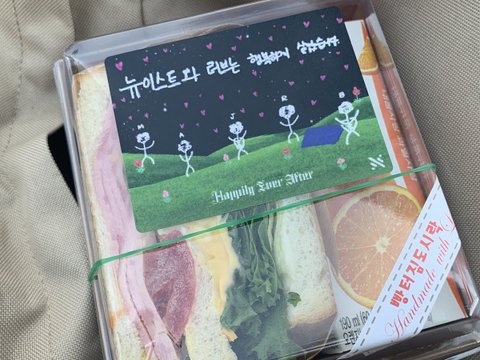 뉴이스트와 러브는 행복하게 살았습니다
M A J R B
Happily Ever After
빵터지도시락
Handmade with
190 ml